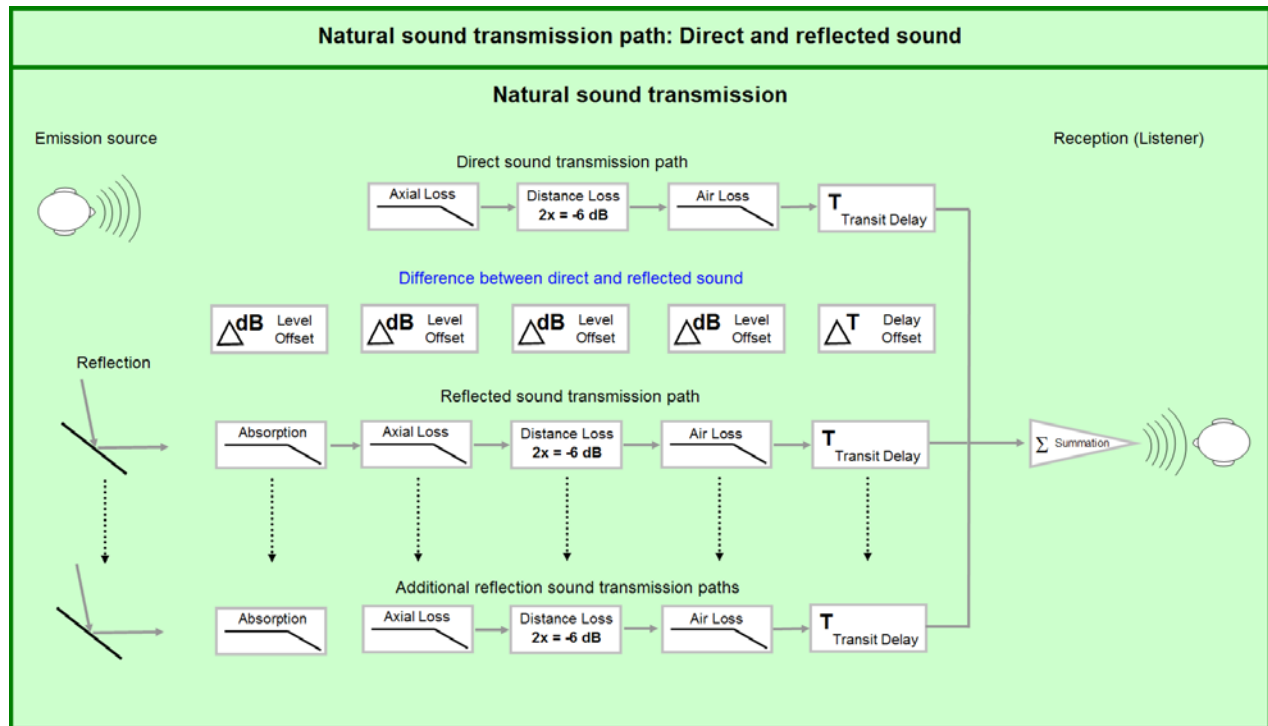 Natural sound transmission path: Direct and reflected sound
Natural sound transmission
Emission source
Reception (Listener)
Direct sound transmission path
Axial Loss
Distance Loss
2x = -6 dB
Air Loss
T
Transit Delay
Difference between direct and reflected sound
△dB Level
Offset
△dB Level
Offset
△dB Level
Offset
△dB Level
Offset
△T Delay
Offset
Reflection
Reflected sound transmission path
Absorption
Axial Loss
Distance Loss
2x = -6 dB
Air Loss
T
Transit Delay
Σ Summation
Additional reflection sound transmission paths
Absorption
Axial Loss
Distance Loss
2x = -6 dB
Air Loss
T
Transit Delay